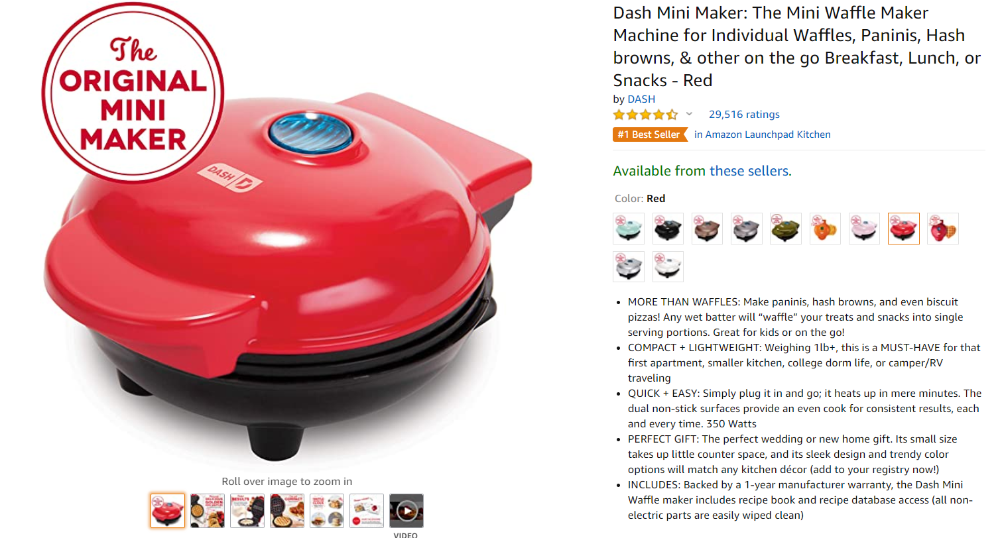 The
ORIGINAL
MINI
MAKER
DASH D
Roll over image to zoom in
VIDEO
Dash Mini Maker: The Mini Waffle Maker
Machine for Individual Waffles, Paninis, Hash
browns, & other on the go Breakfast, Lunch, or
Snacks - Red
by DASH
29,516 ratings
#1 Best Seller in Amazon Launchpad Kitchen
Available from these sellers.
Color: Red
• MORE THAN WAFFLES: Make paninis, hash browns, and even biscuit
pizzas! Any wet batter will “waffle” your treats and snacks into single
serving portions. Great for kids or on the go!
• COMPACT + LIGHTWEIGHT: Weighing 1lb+, this is a MUST-HAVE for that
first apartment, smaller kitchen, college dorm life, or camper/RV
traveling
• QUICK + EASY: Simply plug it in and go; it heats up in mere minutes. The
dual non-stick surfaces provide an even cook for consistent results, each
and every time. 350 Watts
• PERFECT GIFT: The perfect wedding or new home gift. Its small size
takes up little counter space, and its sleek design and trendy color
options will match any kitchen décor (add to your registry now!)
• INCLUDES: Backed by a 1-year manufacturer warranty, the Dash Mini
Waffle maker includes recipe book and recipe database access (all non-
electric parts are easily wiped clean)